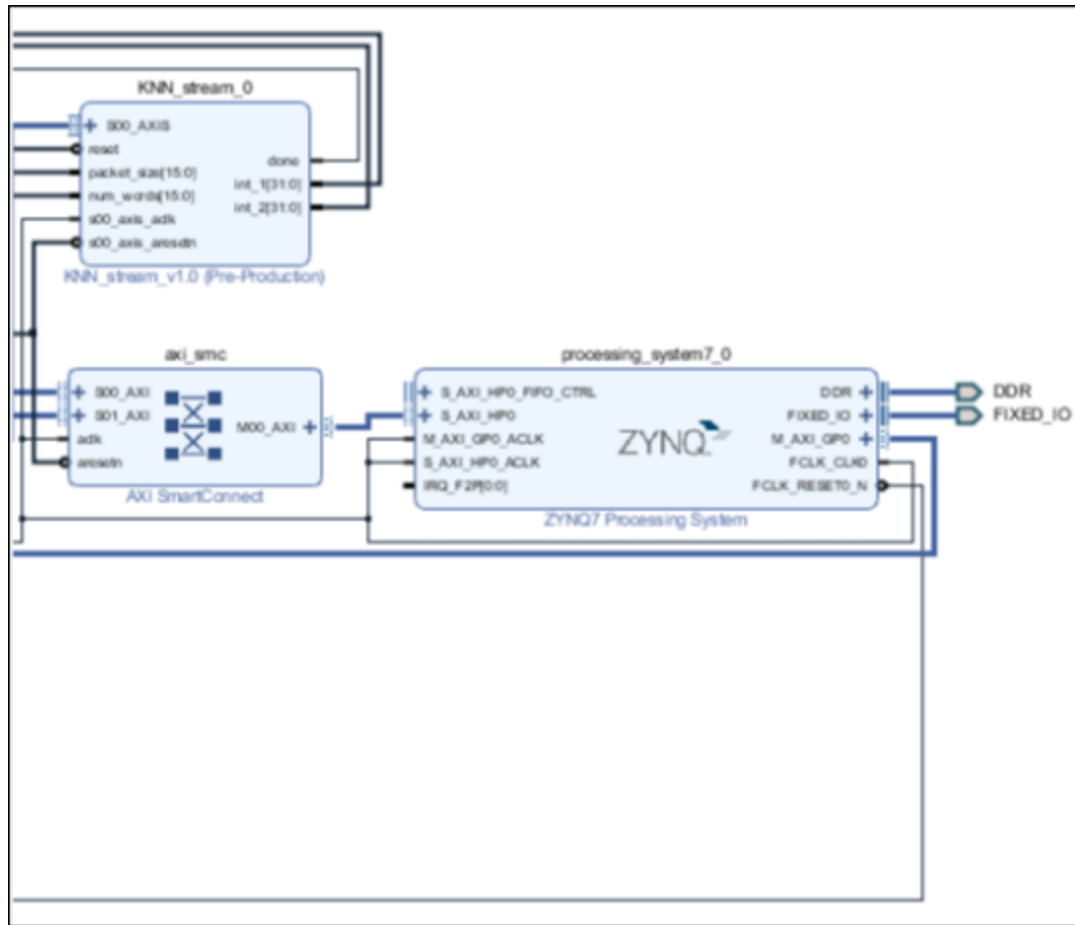 KNN_stream_0
S00_AXIS
reset
packet_size[15:0]
num_words[15:0]
s00_axis_aclk
s00_axis_aresetn
done
int_1[31:0]
int_2[31:0]
KNN_stream_v1.0 (Pre-Production)
axi_smc
S00_AXI
S01_AXI
aclk
aresetn
M00_AXI
AXI SmartConnect
processing_system7_0
S_AXI_HP0_FIFO_CTRL
S_AXI_HP0
M_AXI_GP0_ACLK
S_AXI_HP0_ACLK
IRQ_F2P[0:0]
ZYNQ
DDR
FIXED_IO
M_AXI_GP0
FCLK_CLK0
FCLK_RESET0_N
ZYNQ7 Processing System
DDR
FIXED_IO